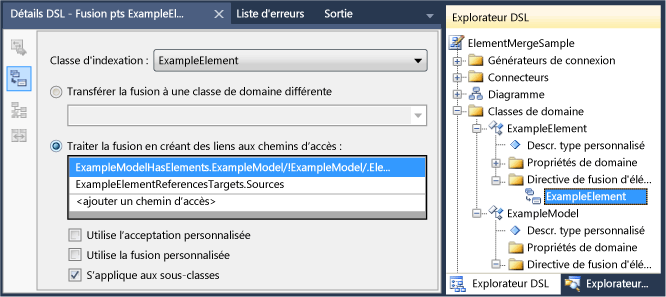 Détails DSL - Fusion pts ExampleEl...
Liste d'erreurs
Sortie
Classe d'indexation :
ExampleElement
Transférer la fusion à une classe de domaine différente
Traiter la fusion en créant des liens aux chemins d'accès :
ExampleModelHasElements.ExampleModel/!ExampleModel/.Ele...
ExampleElementReferencesTargets.Sources
<ajouter un chemin d'accès>
Utilise l'acceptation personnalisée
Utilise la fusion personnalisée
S'applique aux sous-classes
Explorateur DSL
ElementMergeSample
Générateurs de connexion
Connecteurs
Diagramme
Classes de domaine
ExampleElement
Descr. type personnalisé
Propriétés de domaine
Directive de fusion d'élé...
ExampleElement
ExampleModel
Descr. type personnalisé
Propriétés de domaine
Directive de fusion d'élé...
Explorateur DSL
Explorateur...